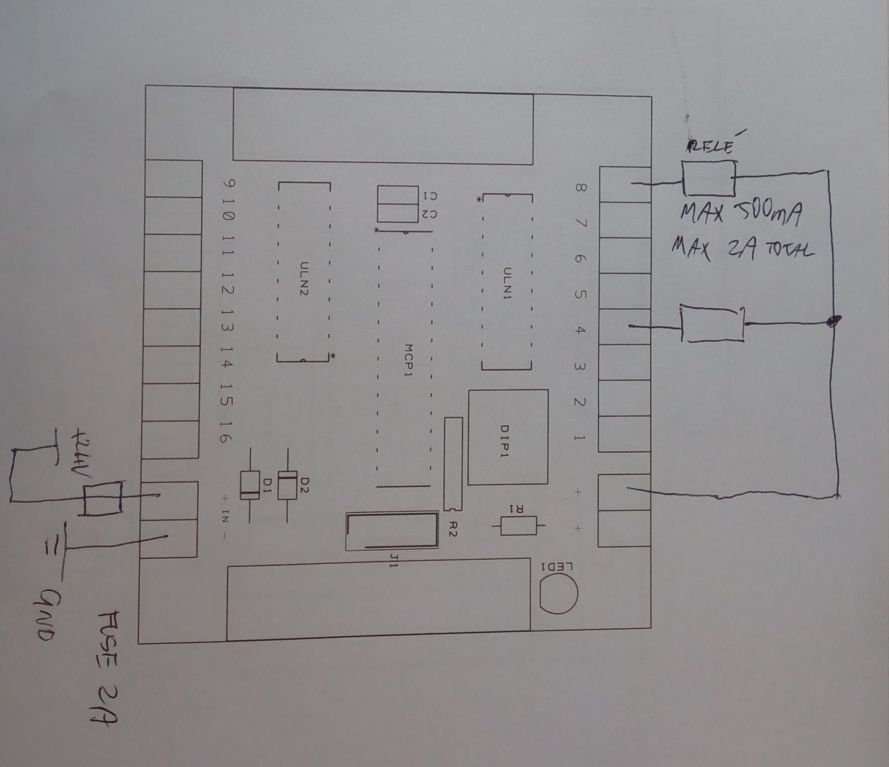 RELÉ
MAX 500mA
MAX 2A TOTAL
8
7
6
5
4
3
2
1
+
+
9
10
11
12
13
14
15
16
+ IN -
C1
C2
ULN2
ULN1
MCP1
DIP1
D1
D2
R2
R1
J1
LED1
+24V
GND
FUSE 2A